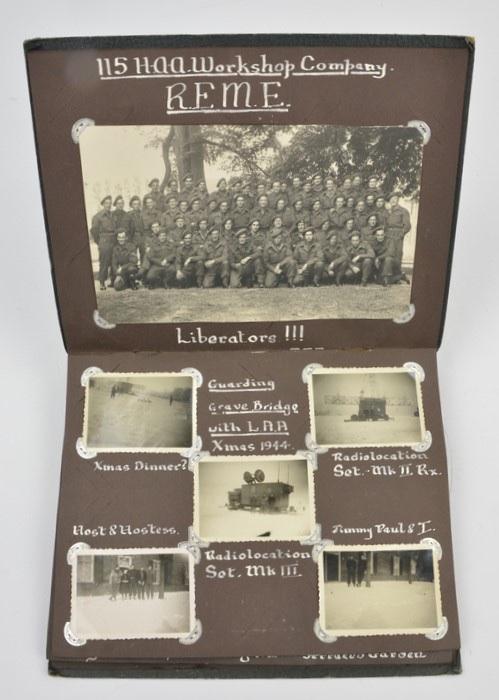 115 H.A.A. Workshop Company.
R.E.M.E.
Liberators !!!
Guarding
Grave Bridge
with L.A.A
Xmas 1944.
Xmas Dinner?
Radiolocation
Set. Mk II. Rx.
Host & Hostess.
Radiolocation
Set. Mk III.
Jimmy Paul & I.
Garden